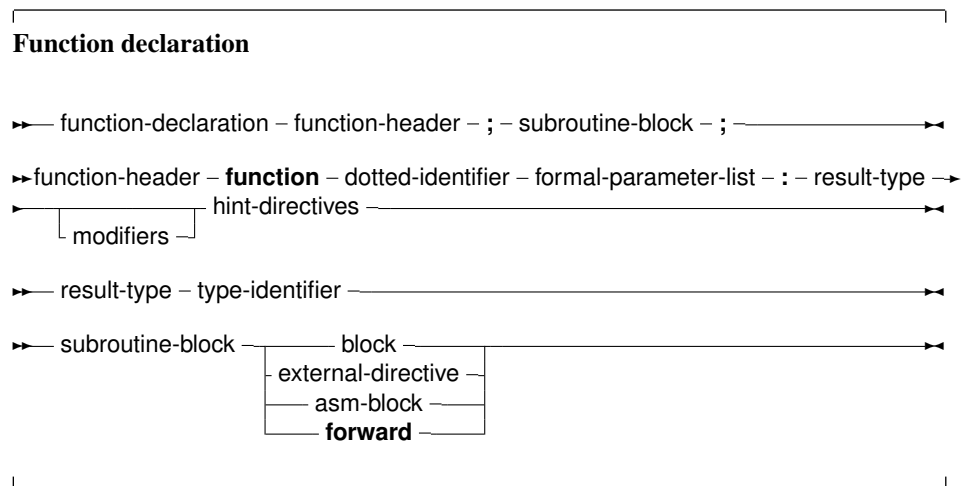 Function declaration
function-declaration – function-header – ; – subroutine-block – ;
function-header – function – dotted-identifier – formal-parameter-list – : – result-type
hint-directives
modifiers
result-type – type-identifier
subroutine-block – block
external-directive
asm-block
forward